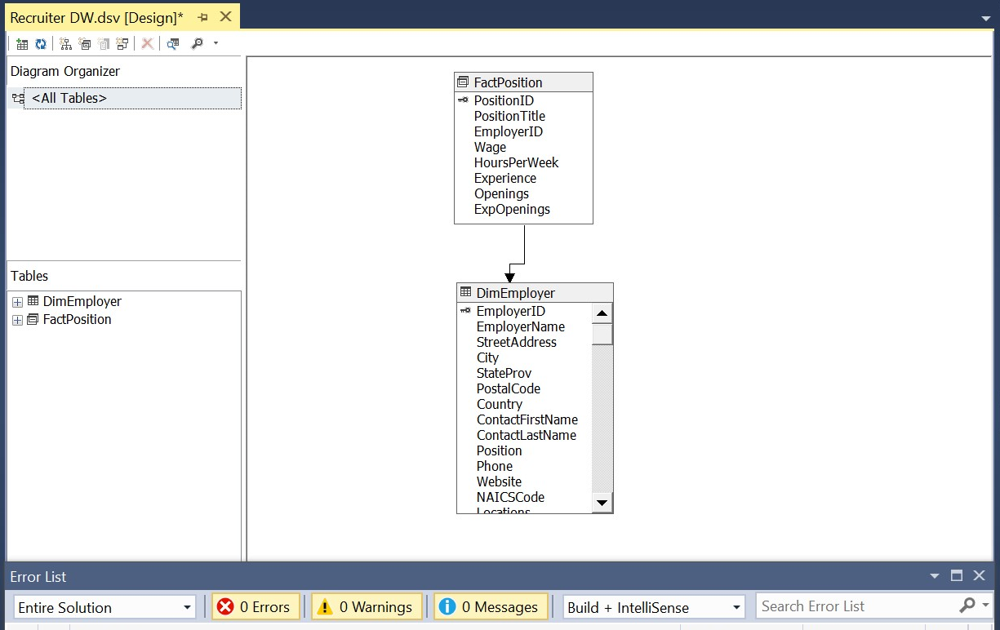 Recruiter DW.dsv [Design]*
Diagram Organizer
<All Tables>
Tables
DimEmployer
FactPosition
FactPosition
PositionID
PositionTitle
EmployerID
Wage
HoursPerWeek
Experience
Openings
ExpOpenings
DimEmployer
EmployerID
EmployerName
StreetAddress
City
StateProv
PostalCode
Country
ContactFirstName
ContactLastName
Position
Phone
Website
NAICSCode
Locations
Error List
Entire Solution
0 Errors
0 Warnings
0 Messages
Build + IntelliSense
Search Error List